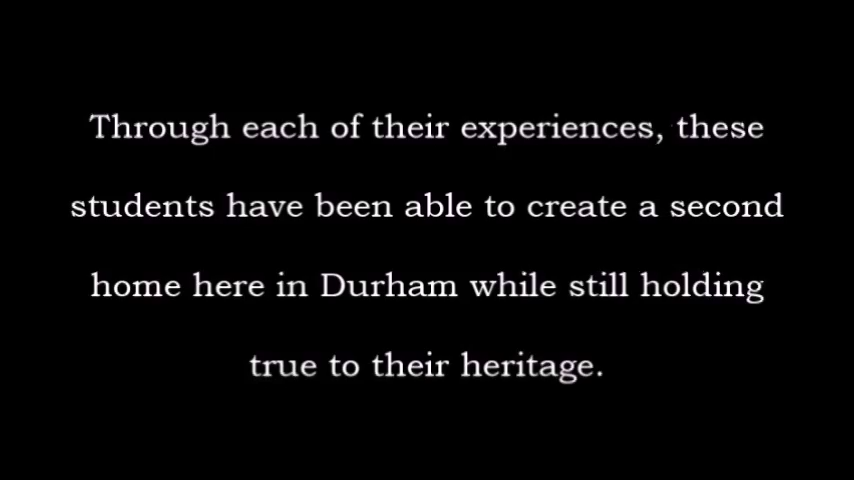 Through each of their experiences, these
students have been able to create a second
home here in Durham while still holding
true to their heritage.